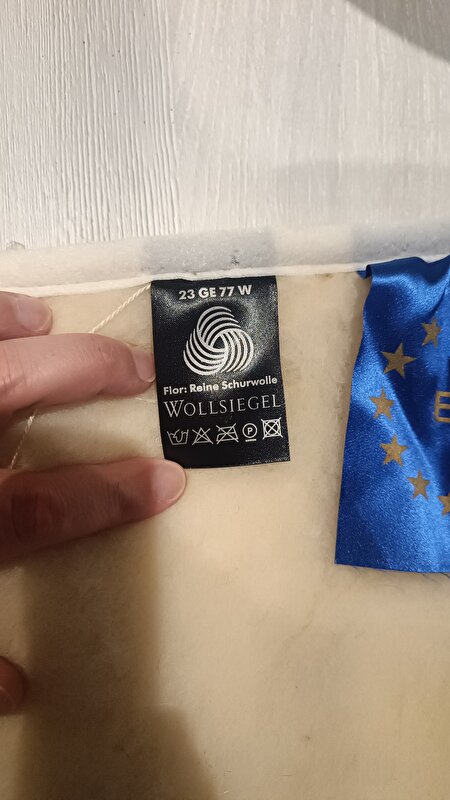 23 GE 77 W
Flor: Reine Schurwolle
WOLLSIEGEL
P
E